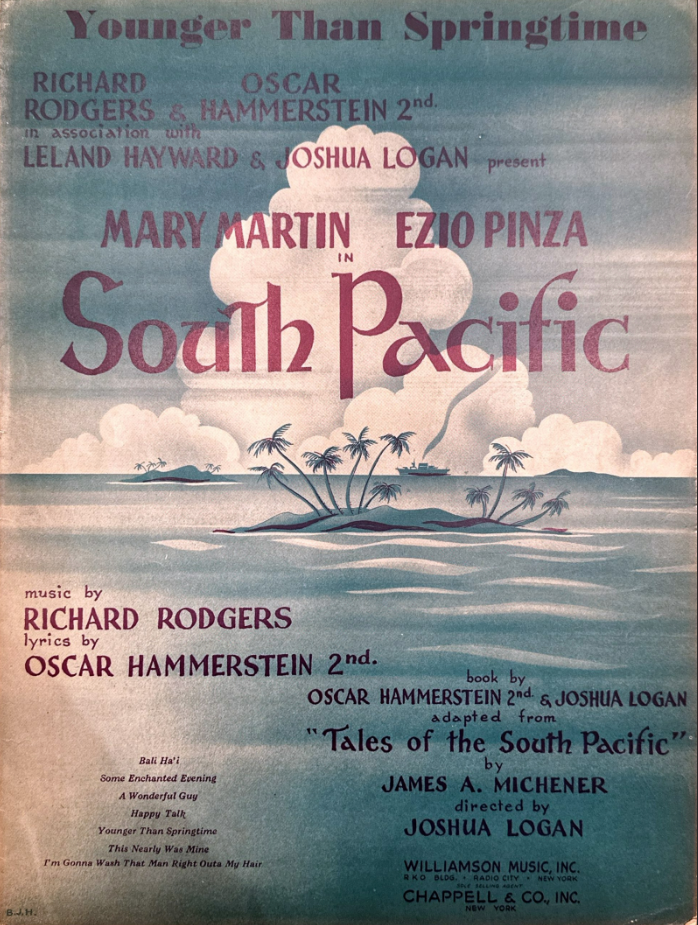 Younger Than Springtime
RICHARD OSCAR
RODGERS & HAMMERSTEIN 2nd.
in association with
LELAND HAYWARD & JOSHUA LOGAN present
MARY MARTIN EZIO PINZA
IN
South Pacific
music by
RICHARD RODGERS
lyrics by
OSCAR HAMMERSTEIN 2nd.
book by
OSCAR HAMMERSTEIN 2nd. & JOSHUA LOGAN
adapted from
"Tales of the South Pacific"
by
JAMES A. MICHENER
directed by
JOSHUA LOGAN
Bali Ha'i
Some Enchanted Evening
A Wonderful Guy
Happy Talk
Younger Than Springtime
This Nearly Was Mine
I'm Gonna Wash That Man Right Outa My Hair
WILLIAMSON MUSIC, INC.
RKO BLDG. • RADIO CITY • NEW YORK
SOLE SELLING AGENT
CHAPPELL & CO., INC.
NEW YORK
B.J.H.